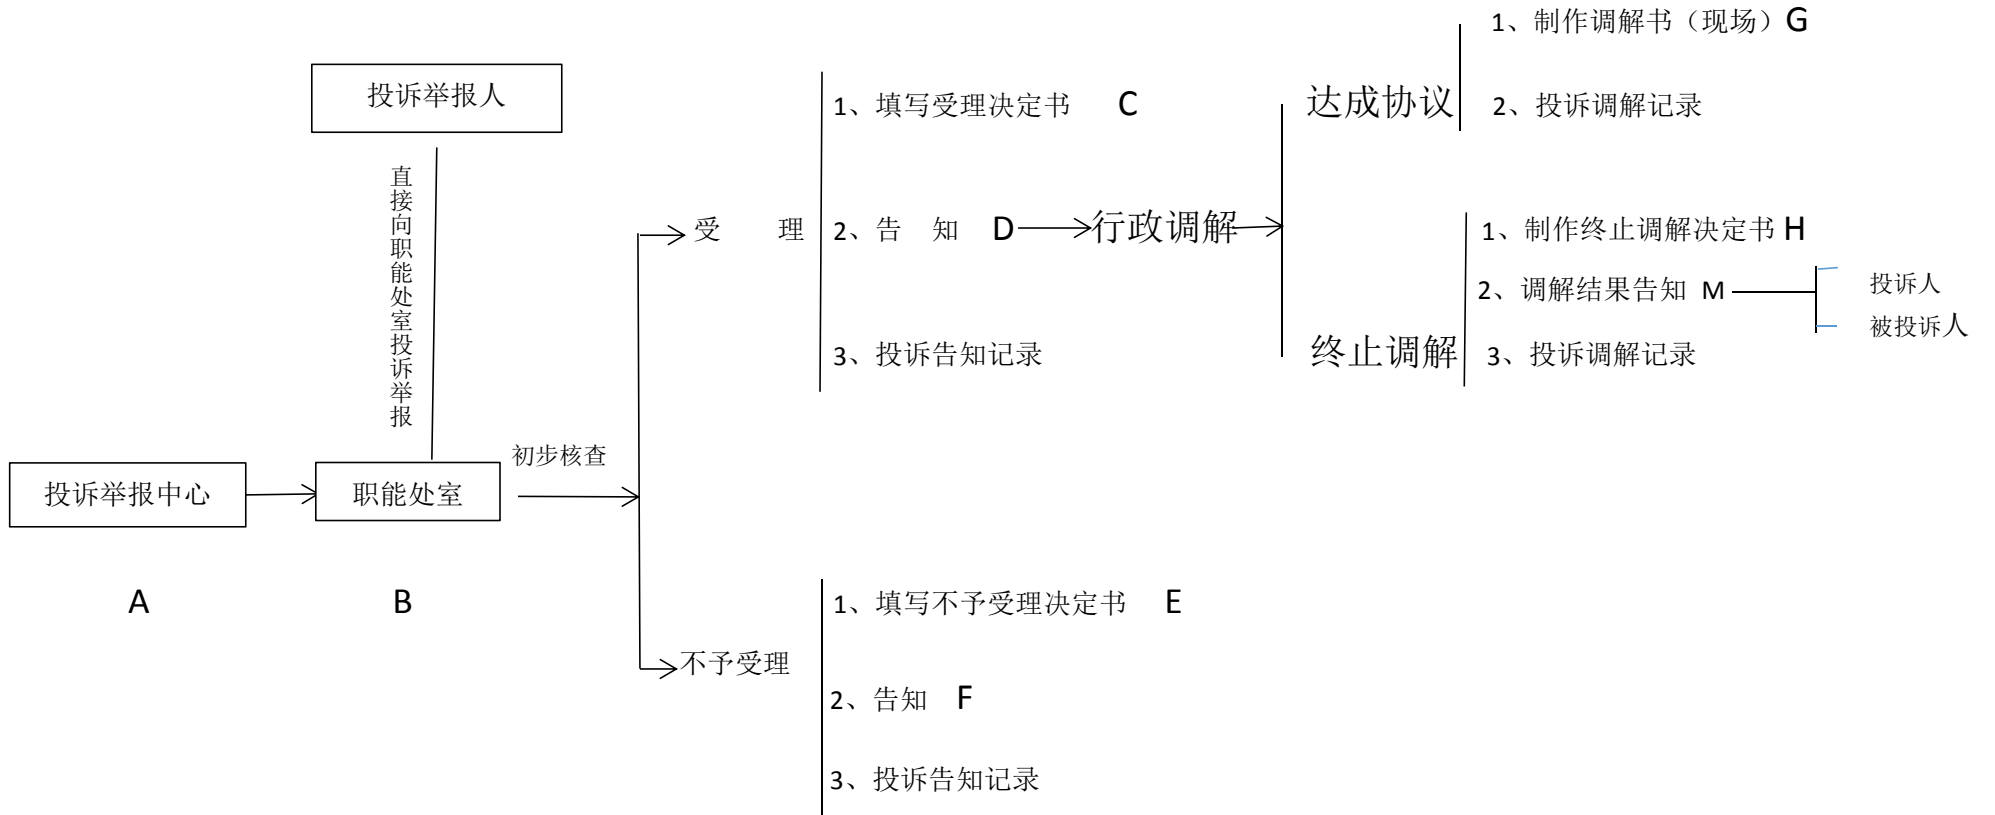 投诉举报人
直接向职能处室投诉举报
投诉举报中心
职能处室
初步核查
A
B
受 理
1、填写受理决定书 C
2、告 知 D
3、投诉告知记录
行政调解
达成协议
1、制作调解书（现场）G
2、投诉调解记录
终止调解
1、制作终止调解决定书 H
2、调解结果告知 M
投诉人
被投诉人
3、投诉调解记录
不予受理
1、填写不予受理决定书 E
2、告知 F
3、投诉告知记录